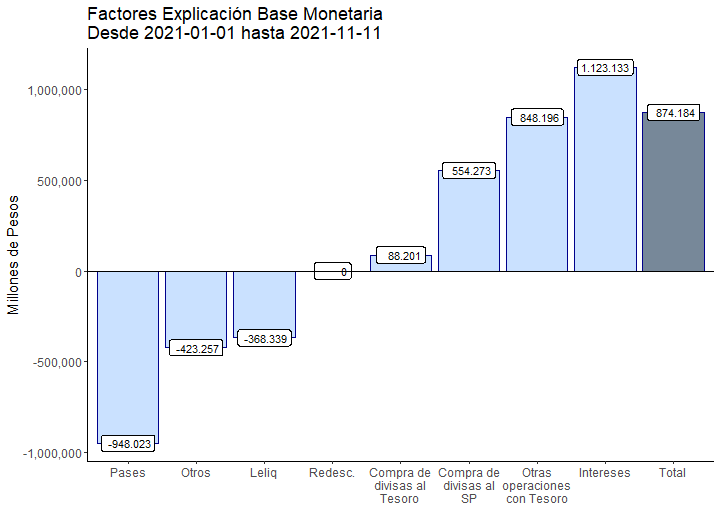 Factores Explicación Base Monetaria
Desde 2021-01-01 hasta 2021-11-11
Millones de Pesos
1,000,000
500,000
0
-500,000
-1,000,000
-948.023
-423.257
-368.339
0
88.201
554.273
848.196
1.123.133
874.184
Pases
Otros
Leliq
Redesc.
Compra de
divisas al
Tesoro
Compra de
divisas al
SP
Otras
operaciones
con Tesoro
Intereses
Total